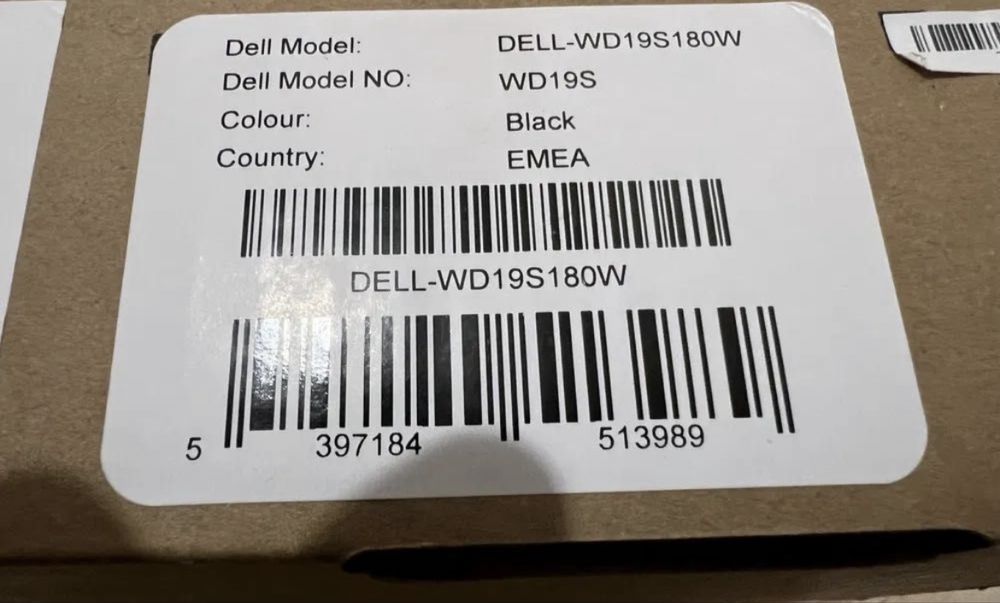 Dell Model: DELL-WD19S180W
Dell Model NO: WD19S
Colour: Black
Country: EMEA
DELL-WD19S180W
5 397184 513989